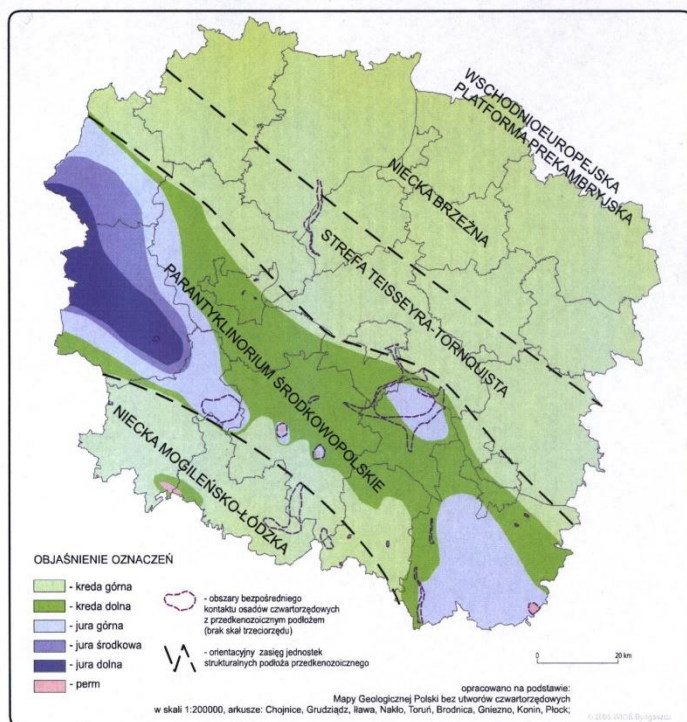 WSCHODNIOEUROPEJSKA
PLATFORMA PREKAMBRYJSKA
NIECKA BRZEŻNA
STREFA TEISSEYRA-TORNQUISTA
PARANTYKLINORIUM ŚRODKOWOPOLSKIE
NIECKA MOGILEŃSKO-ŁÓDZKA
OBJAŚNIENIE OZNACZEŃ
- kreda górna
- kreda dolna
- jura górna
- jura środkowa
- jura dolna
- perm
- obszary bezpośredniego
kontaktu osadów czwartorzędowych
z przedkenozoicznym podłożem
(brak skał trzeciorzędu)
- orientacyjny zasięg jednostek
strukturalnych podłoża przedkenozoicznego
0
20 km
opracowano na podstawie:
Mapy Geologicznej Polski bez utworów czwartorzędowych
w skali 1:200000, arkusze: Chojnice, Grudziądz, Iława, Nakło, Toruń, Brodnica, Gniezno, Konin, Płock;
© 2005 WIOŚ Bydgoszcz